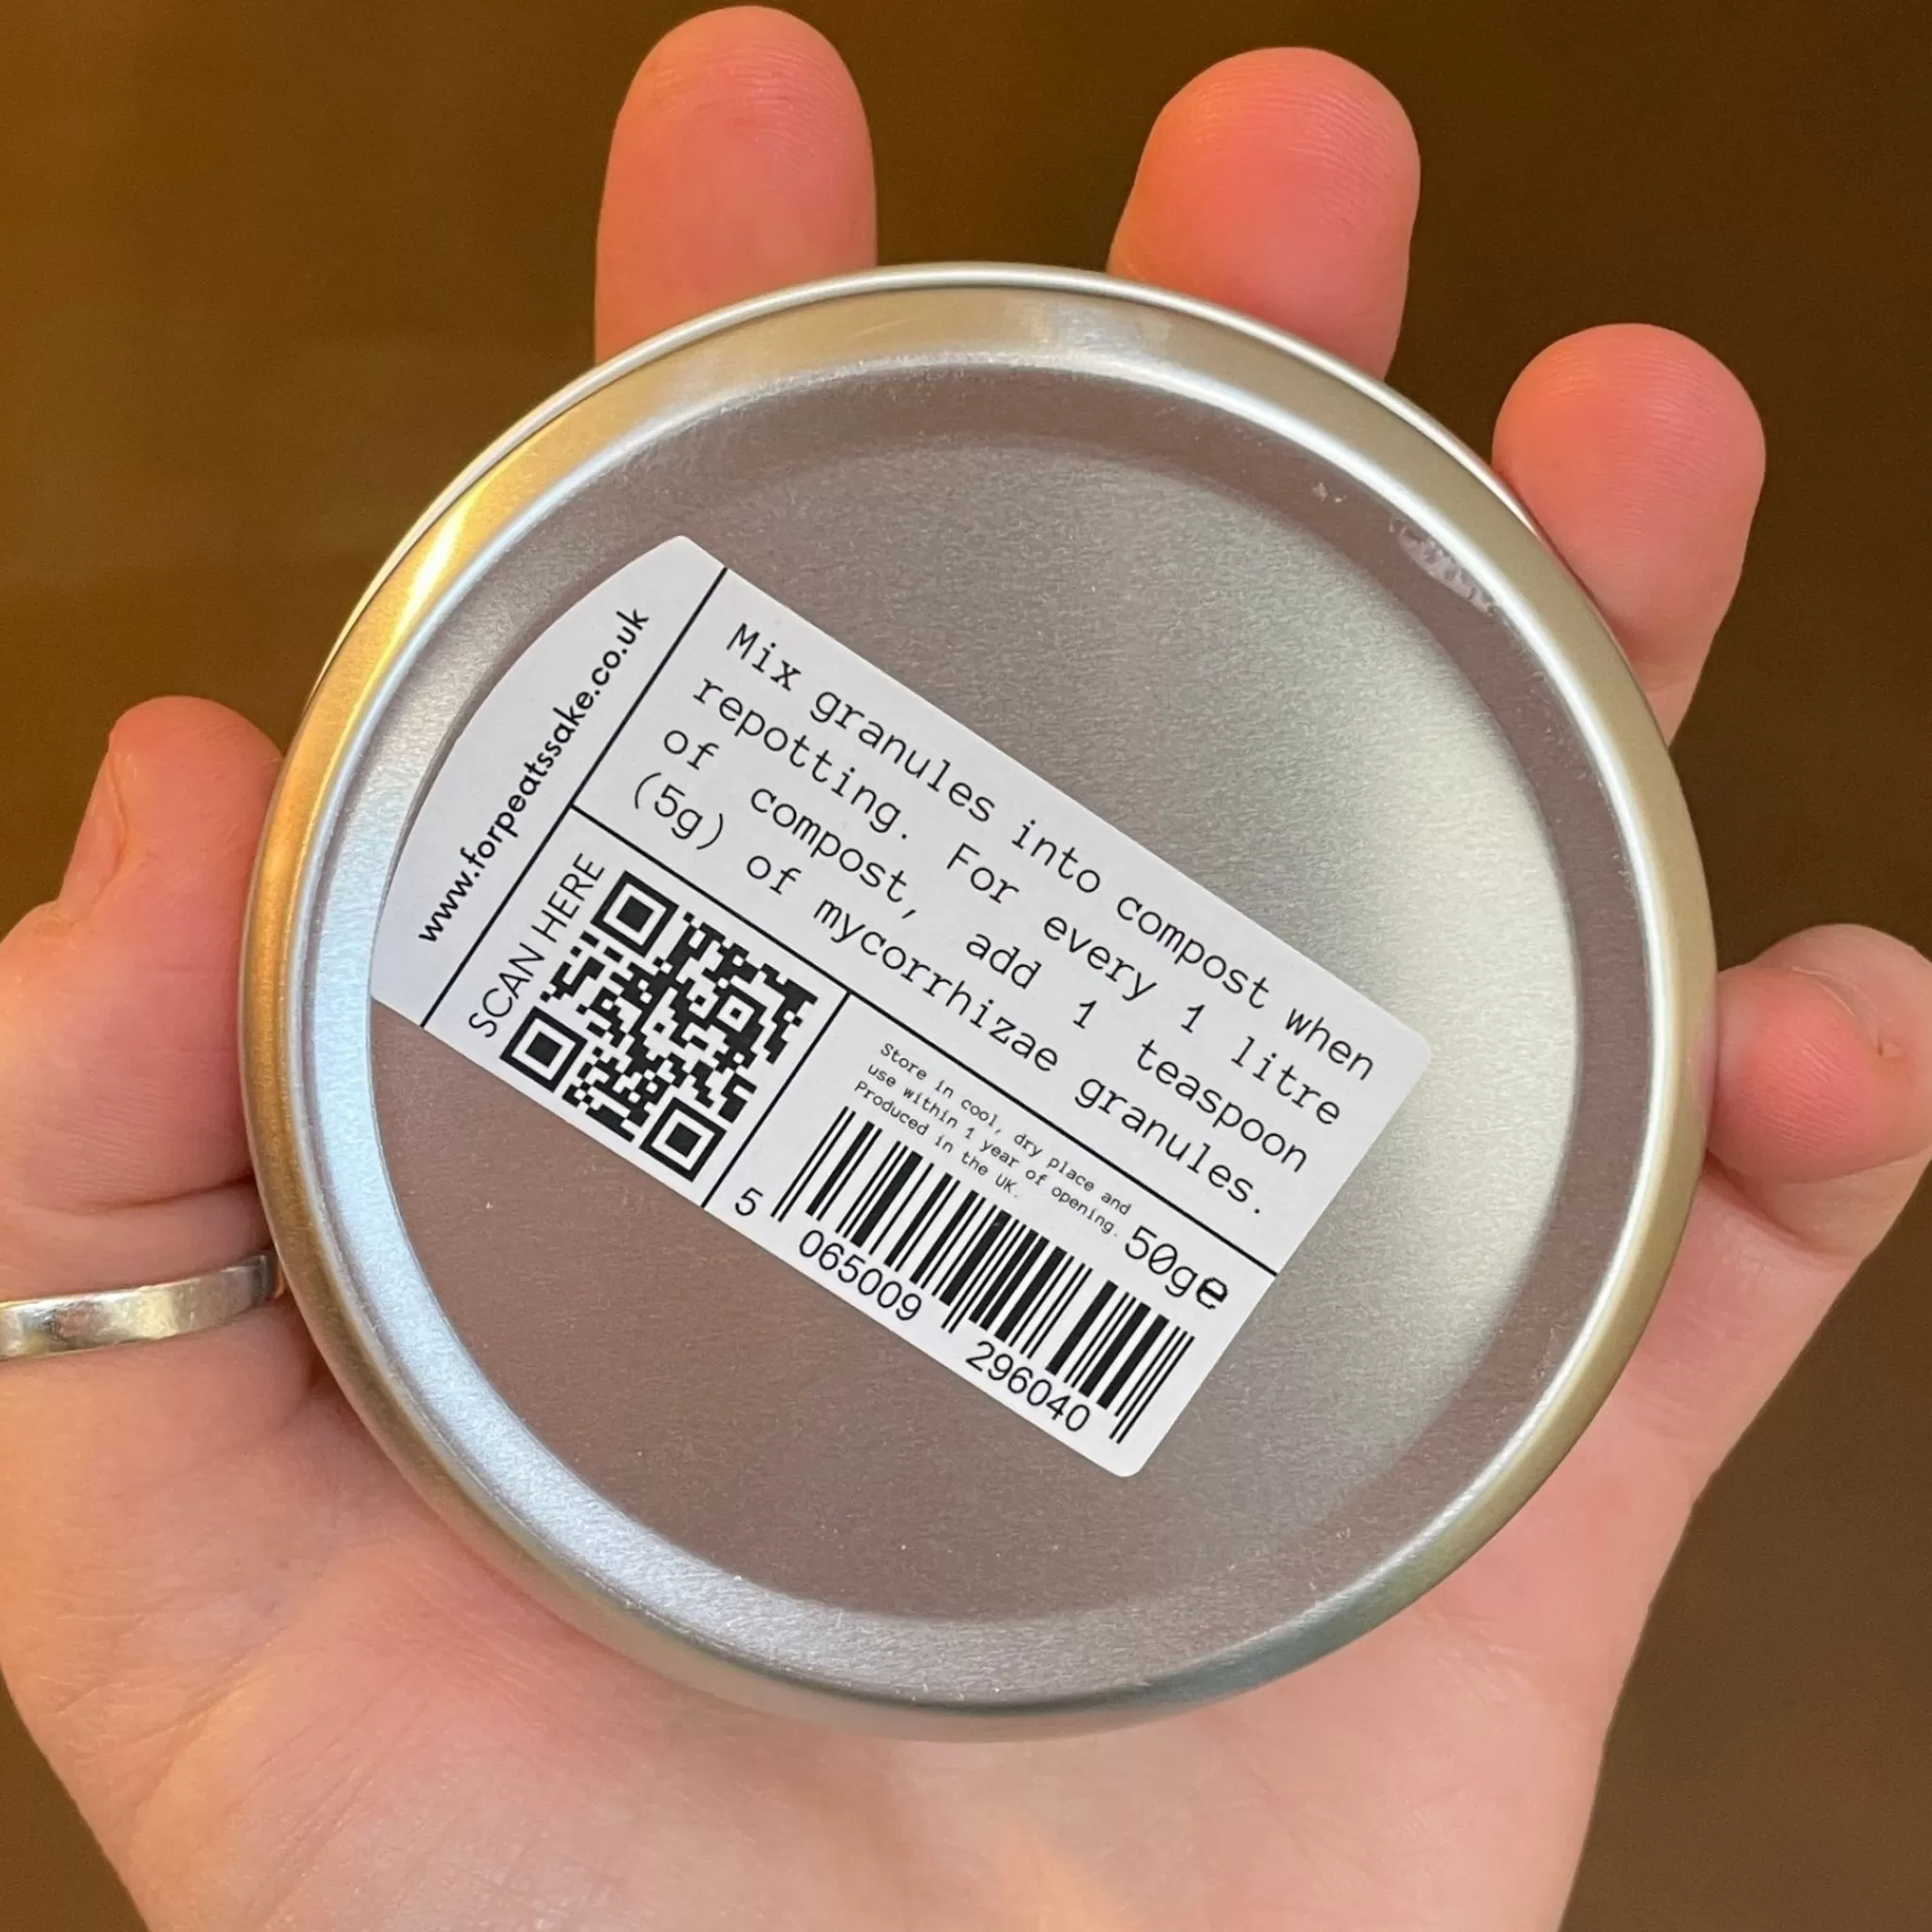 www.forpeatssake.co.uk
Mix granules into compost when
repotting. For every 1 litre
of compost, add 1 teaspoon
(5g) of mycorrhizae granules.
SCAN HERE
Store in cool, dry place and
use within 1 year of opening.
Produced in the UK.
50g℮
5 065009 296040